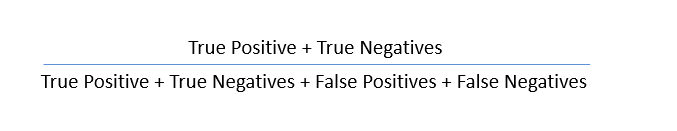 True Positive + True Negatives
True Positive + True Negatives + False Positives + False Negatives